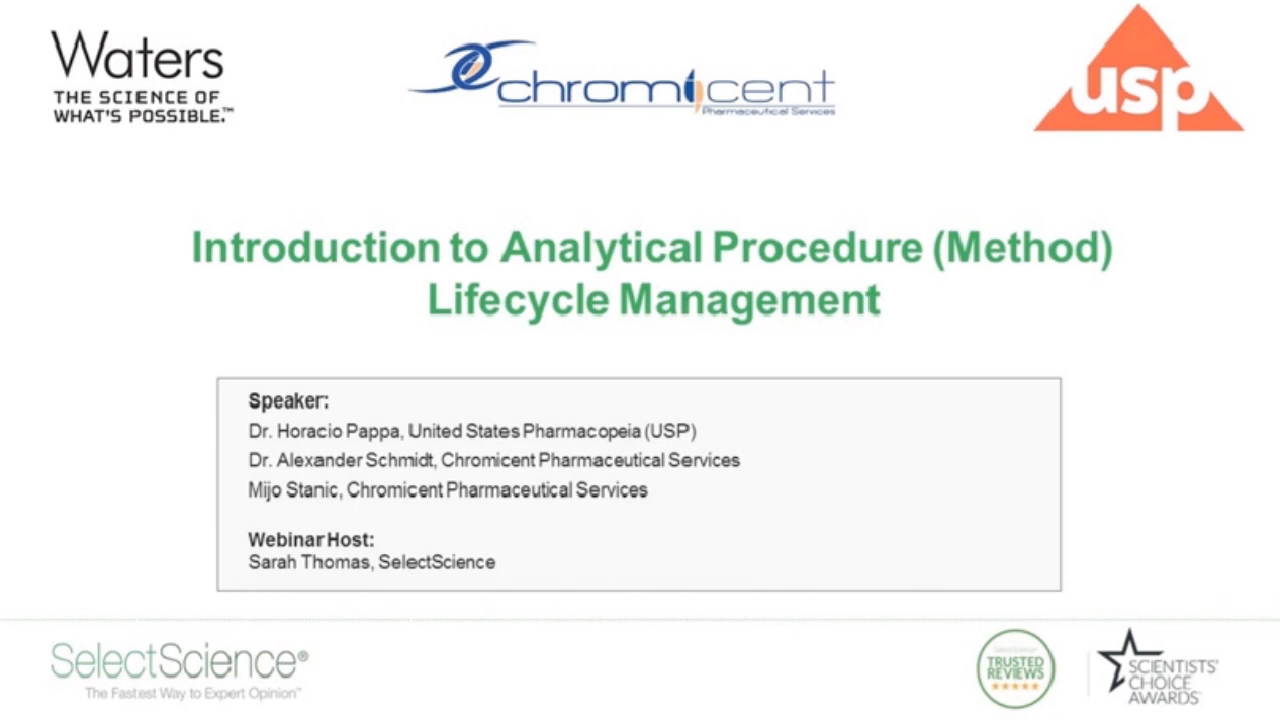 Waters
THE SCIENCE OF
WHAT'S POSSIBLE.™
chromicent
Pharmaceutical Services
usp
Introduction to Analytical Procedure (Method)
Lifecycle Management
Speaker:
Dr. Horacio Pappa, United States Pharmacopeia (USP)
Dr. Alexander Schmidt, Chromicent Pharmaceutical Services
Mijo Stanic, Chromicent Pharmaceutical Services
Webinar Host:
Sarah Thomas, SelectScience
SelectScience®
The Fastest Way to Expert Opinion™
SelectScience
TRUSTED
REVIEWS
SCIENTISTS'
CHOICE
AWARDS